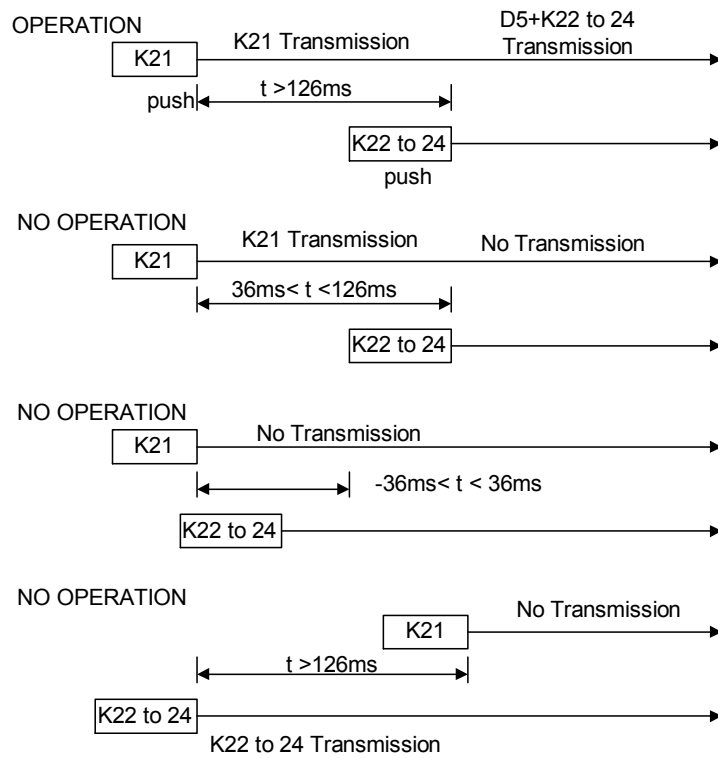 OPERATION
D5+K22 to 24
Transmission
K21 Transmission
K21
push
t >126ms
K22 to 24
push
NO OPERATION
K21 Transmission
No Transmission
K21
36ms< t <126ms
K22 to 24
NO OPERATION
No Transmission
K21
-36ms< t < 36ms
K22 to 24
NO OPERATION
No Transmission
K21
t >126ms
K22 to 24
K22 to 24 Transmission